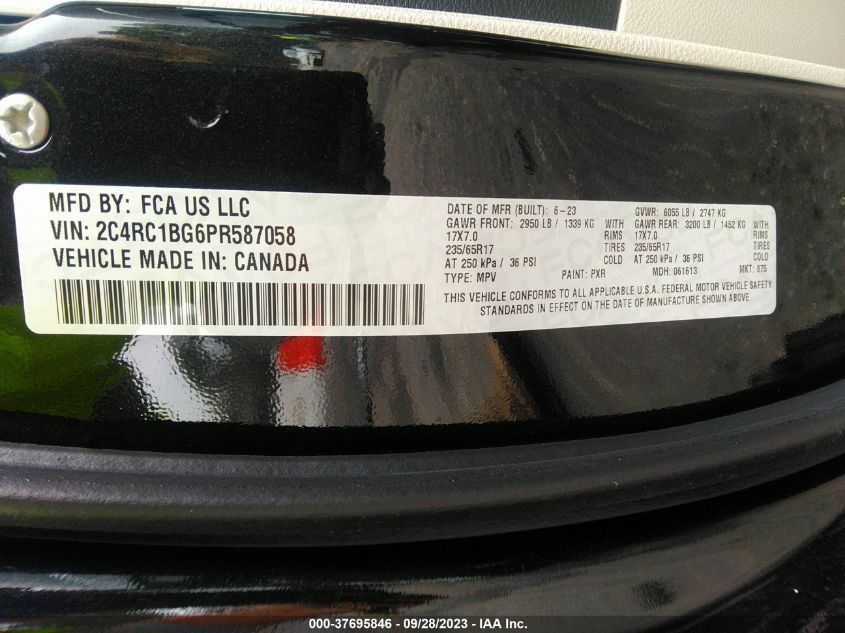 MFD BY: FCA US LLC
VIN: 2C4RC1BG6PR587058
VEHICLE MADE IN: CANADA
DATE OF MFR (BUILT): 6-23 GVWR: 6055 LB / 2747 KG
GAWR FRONT: 2950 LB / 1339 KG WITH GAWR REAR: 3200 LB / 1452 KG WITH
17X7.0 RIMS 17X7.0 RIMS
235/65R17 TIRES 235/65R17 TIRES
AT 250 kPa / 36 PSI COLD AT 250 kPa / 36 PSI COLD
TYPE: MPV PAINT: PXR MDH: 061613 MKT: 875
THIS VEHICLE CONFORMS TO ALL APPLICABLE U.S.A. FEDERAL MOTOR VEHICLE SAFETY
STANDARDS IN EFFECT ON THE DATE OF MANUFACTURE SHOWN ABOVE.
000-37695846 - 09/28/2023 - IAA Inc.